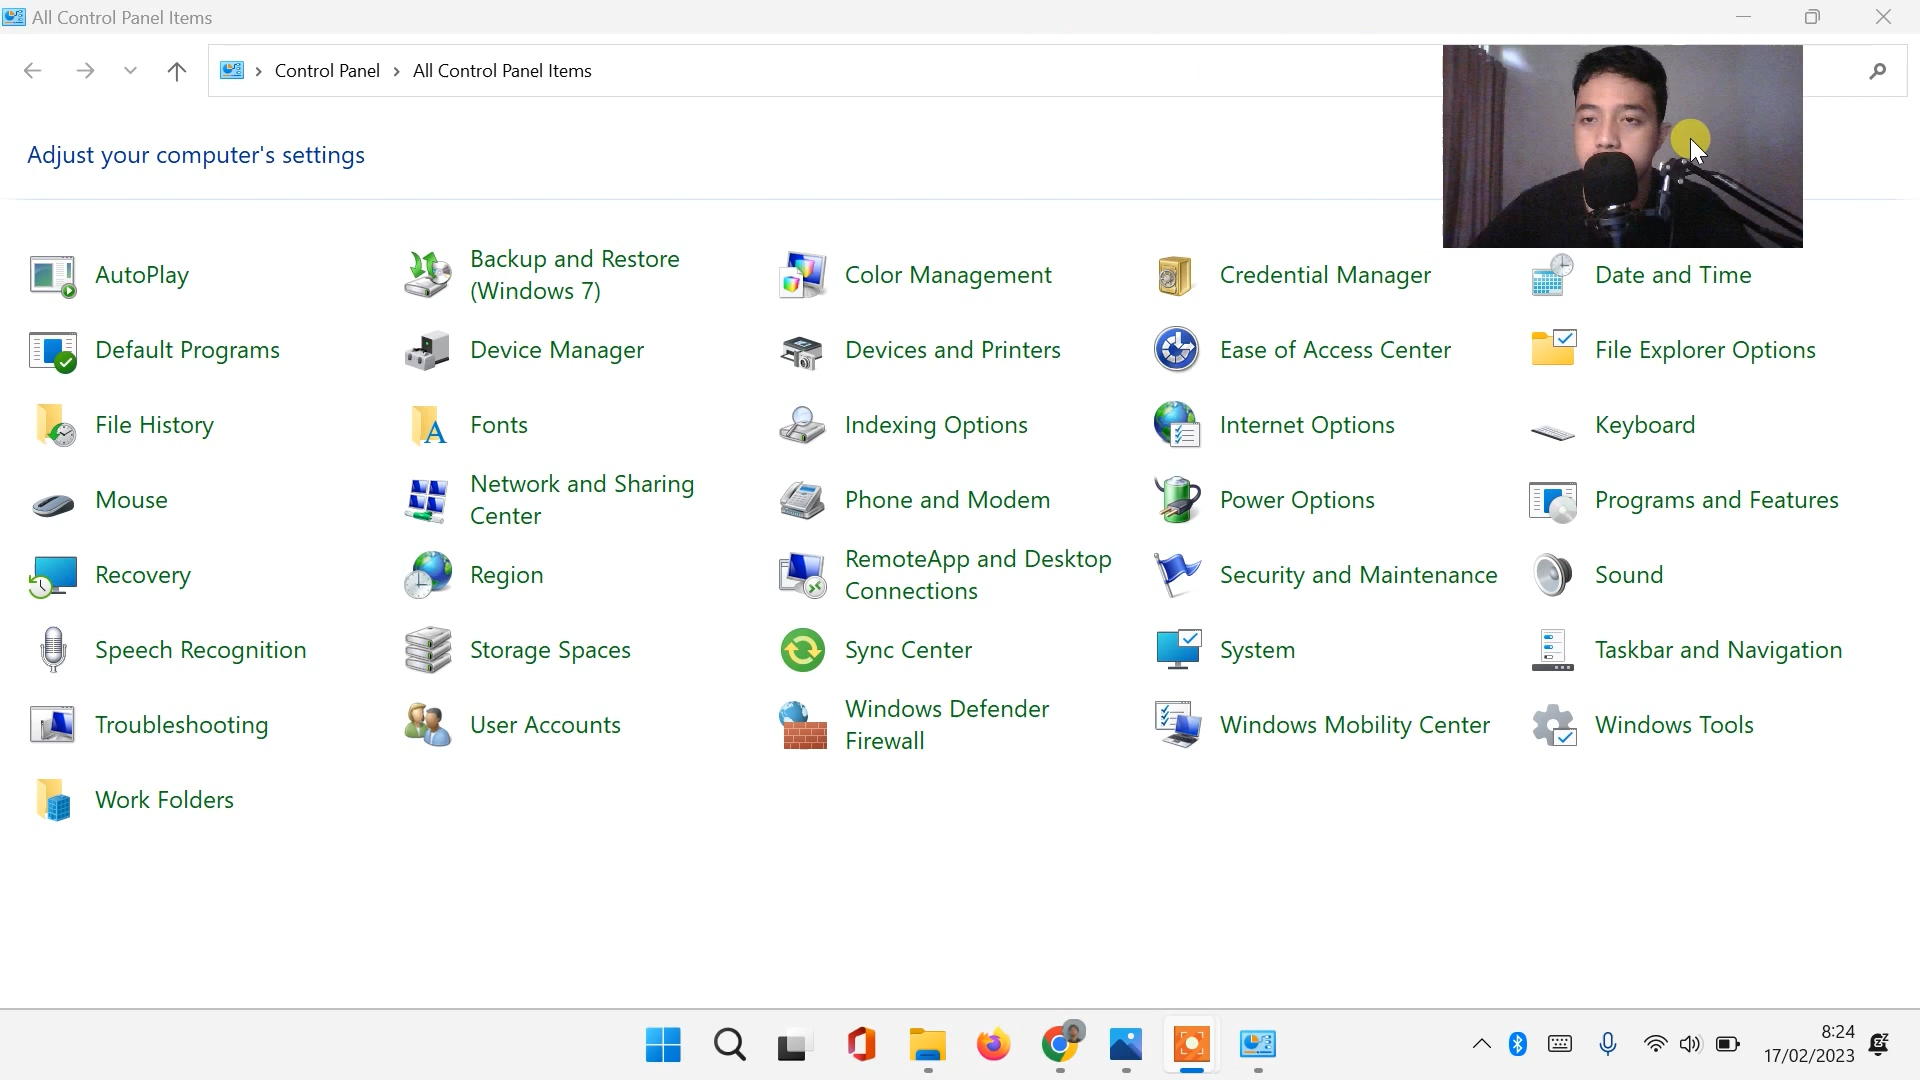 All Control Panel Items
Control Panel
All Control Panel Items
Adjust your computer's settings
AutoPlay
Backup and Restore
(Windows 7)
Color Management
Credential Manager
Date and Time
Default Programs
Device Manager
Devices and Printers
Ease of Access Center
File Explorer Options
File History
Fonts
Indexing Options
Internet Options
Keyboard
Mouse
Network and Sharing
Center
Phone and Modem
Power Options
Programs and Features
Recovery
Region
RemoteApp and Desktop
Connections
Security and Maintenance
Sound
Speech Recognition
Storage Spaces
Sync Center
System
Taskbar and Navigation
Troubleshooting
User Accounts
Windows Defender
Firewall
Windows Mobility Center
Windows Tools
Work Folders
8:24
17/02/2023